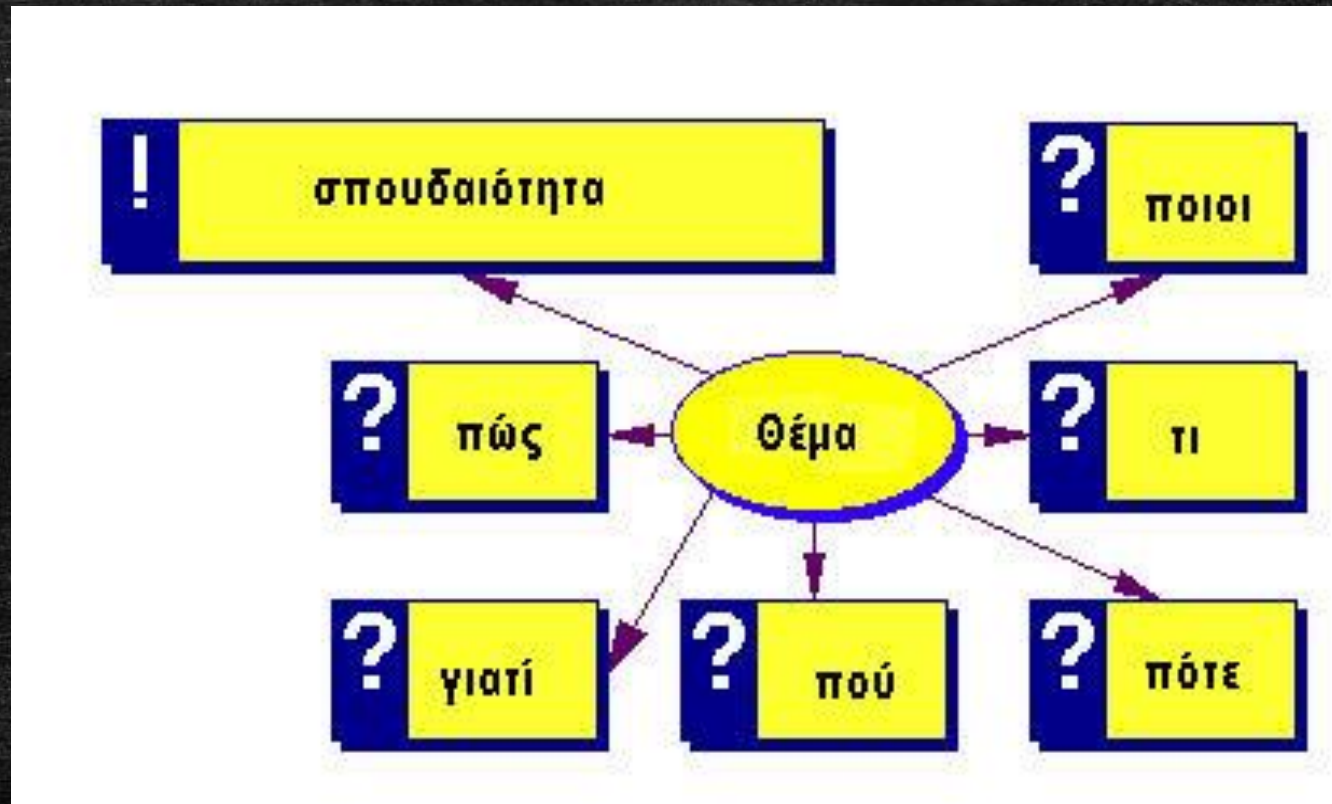 ! σπουδαιότητα
? ποιοι
? πώς
θέμα
? τι
? γιατί
? πού
? πότε